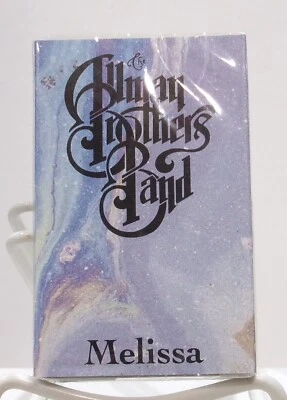 The
Allman
Brothers
Band
Melissa